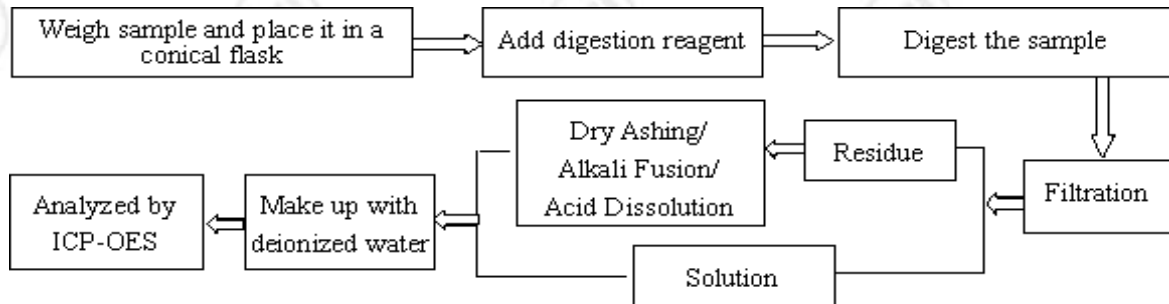 Weigh sample and place it in a
conical flask
Add digestion reagent
Digest the sample
Filtration
Residue
Dry Ashing/
Alkali Fusion/
Acid Dissolution
Solution
Make up with
deionized water
Analyzed by
ICP-OES